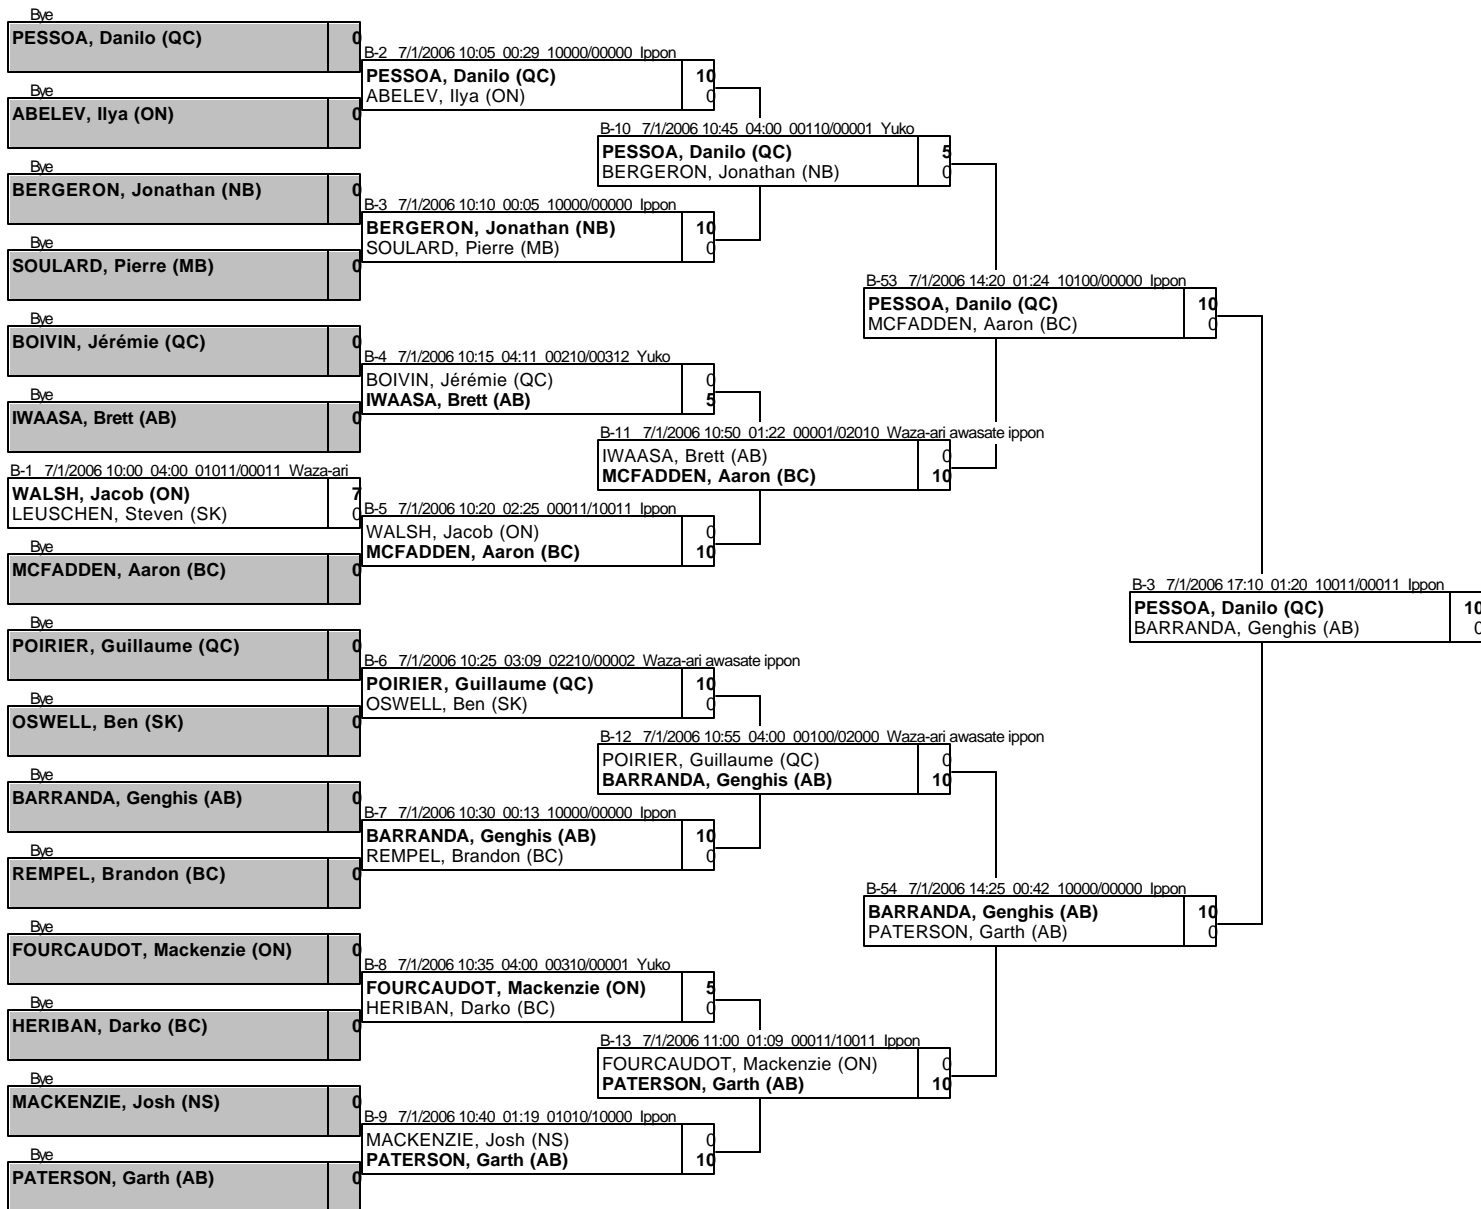 Bye
PESSOA, Danilo (QC) 0
Bye
ABELEV, Ilya (ON) 0
Bye
BERGERON, Jonathan (NB) 0
Bye
SOULARD, Pierre (MB) 0
Bye
BOIVIN, Jérémie (QC) 0
Bye
IWAASA, Brett (AB) 0
B-1 7/1/2006 10:00 04:00 01011/00011 Waza-ari
WALSH, Jacob (ON) 7
LEUSCHEN, Steven (SK) 0
Bye
MCFADDEN, Aaron (BC) 0
Bye
POIRIER, Guillaume (QC) 0
Bye
OSWELL, Ben (SK) 0
Bye
BARRANDA, Genghis (AB) 0
Bye
REMPEL, Brandon (BC) 0
Bye
FOURCAUDOT, Mackenzie (ON) 0
Bye
HERIBAN, Darko (BC) 0
Bye
MACKENZIE, Josh (NS) 0
Bye
PATERSON, Garth (AB) 0
B-2 7/1/2006 10:05 00:29 10000/00000 Ippon
PESSOA, Danilo (QC) 10
ABELEV, Ilya (ON) 0
B-3 7/1/2006 10:10 00:05 10000/00000 Ippon
BERGERON, Jonathan (NB) 10
SOULARD, Pierre (MB) 0
B-4 7/1/2006 10:15 04:11 00210/00312 Yuko
BOIVIN, Jérémie (QC) 0
IWAASA, Brett (AB) 5
B-5 7/1/2006 10:20 02:25 00011/10011 Ippon
WALSH, Jacob (ON) 0
MCFADDEN, Aaron (BC) 10
B-6 7/1/2006 10:25 03:09 02210/00002 Waza-ari awasate ippon
POIRIER, Guillaume (QC) 10
OSWELL, Ben (SK) 0
B-7 7/1/2006 10:30 00:13 10000/00000 Ippon
BARRANDA, Genghis (AB) 10
REMPEL, Brandon (BC) 0
B-8 7/1/2006 10:35 04:00 00310/00001 Yuko
FOURCAUDOT, Mackenzie (ON) 5
HERIBAN, Darko (BC) 0
B-9 7/1/2006 10:40 01:19 01010/10000 Ippon
MACKENZIE, Josh (NS) 0
PATERSON, Garth (AB) 10
B-10 7/1/2006 10:45 04:00 00110/00001 Yuko
PESSOA, Danilo (QC) 5
BERGERON, Jonathan (NB) 0
B-11 7/1/2006 10:50 01:22 00001/02010 Waza-ari awasate ippon
IWAASA, Brett (AB) 0
MCFADDEN, Aaron (BC) 10
B-12 7/1/2006 10:55 04:00 00100/02000 Waza-ari awasate ippon
POIRIER, Guillaume (QC) 0
BARRANDA, Genghis (AB) 10
B-13 7/1/2006 11:00 01:09 00011/10011 Ippon
FOURCAUDOT, Mackenzie (ON) 0
PATERSON, Garth (AB) 10
B-53 7/1/2006 14:20 01:24 10100/00000 Ippon
PESSOA, Danilo (QC) 10
MCFADDEN, Aaron (BC) 0
B-54 7/1/2006 14:25 00:42 10000/00000 Ippon
BARRANDA, Genghis (AB) 10
PATERSON, Garth (AB) 0
B-3 7/1/2006 17:10 01:20 10011/00011 Ippon
PESSOA, Danilo (QC) 10
BARRANDA, Genghis (AB) 0